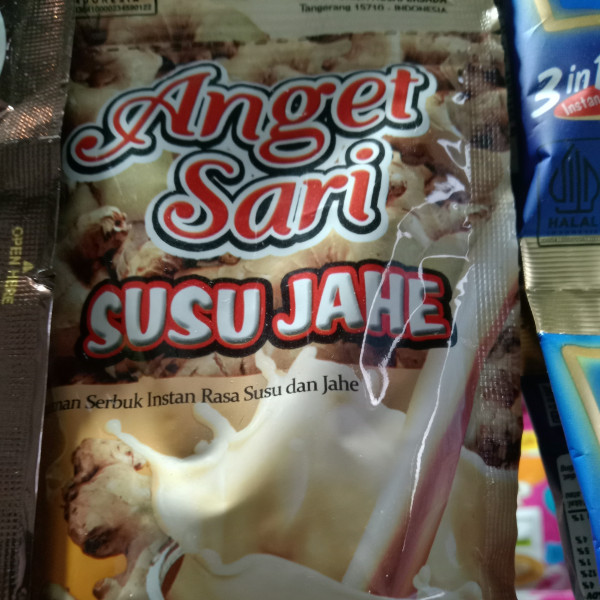 Tangerang 15710 - INDONESIA
Anget
Sari
SUSU JAHE
Serbuk Instan Rasa Susu dan Jahe
OPEN HERE
3 in 1
Instan
HALAL